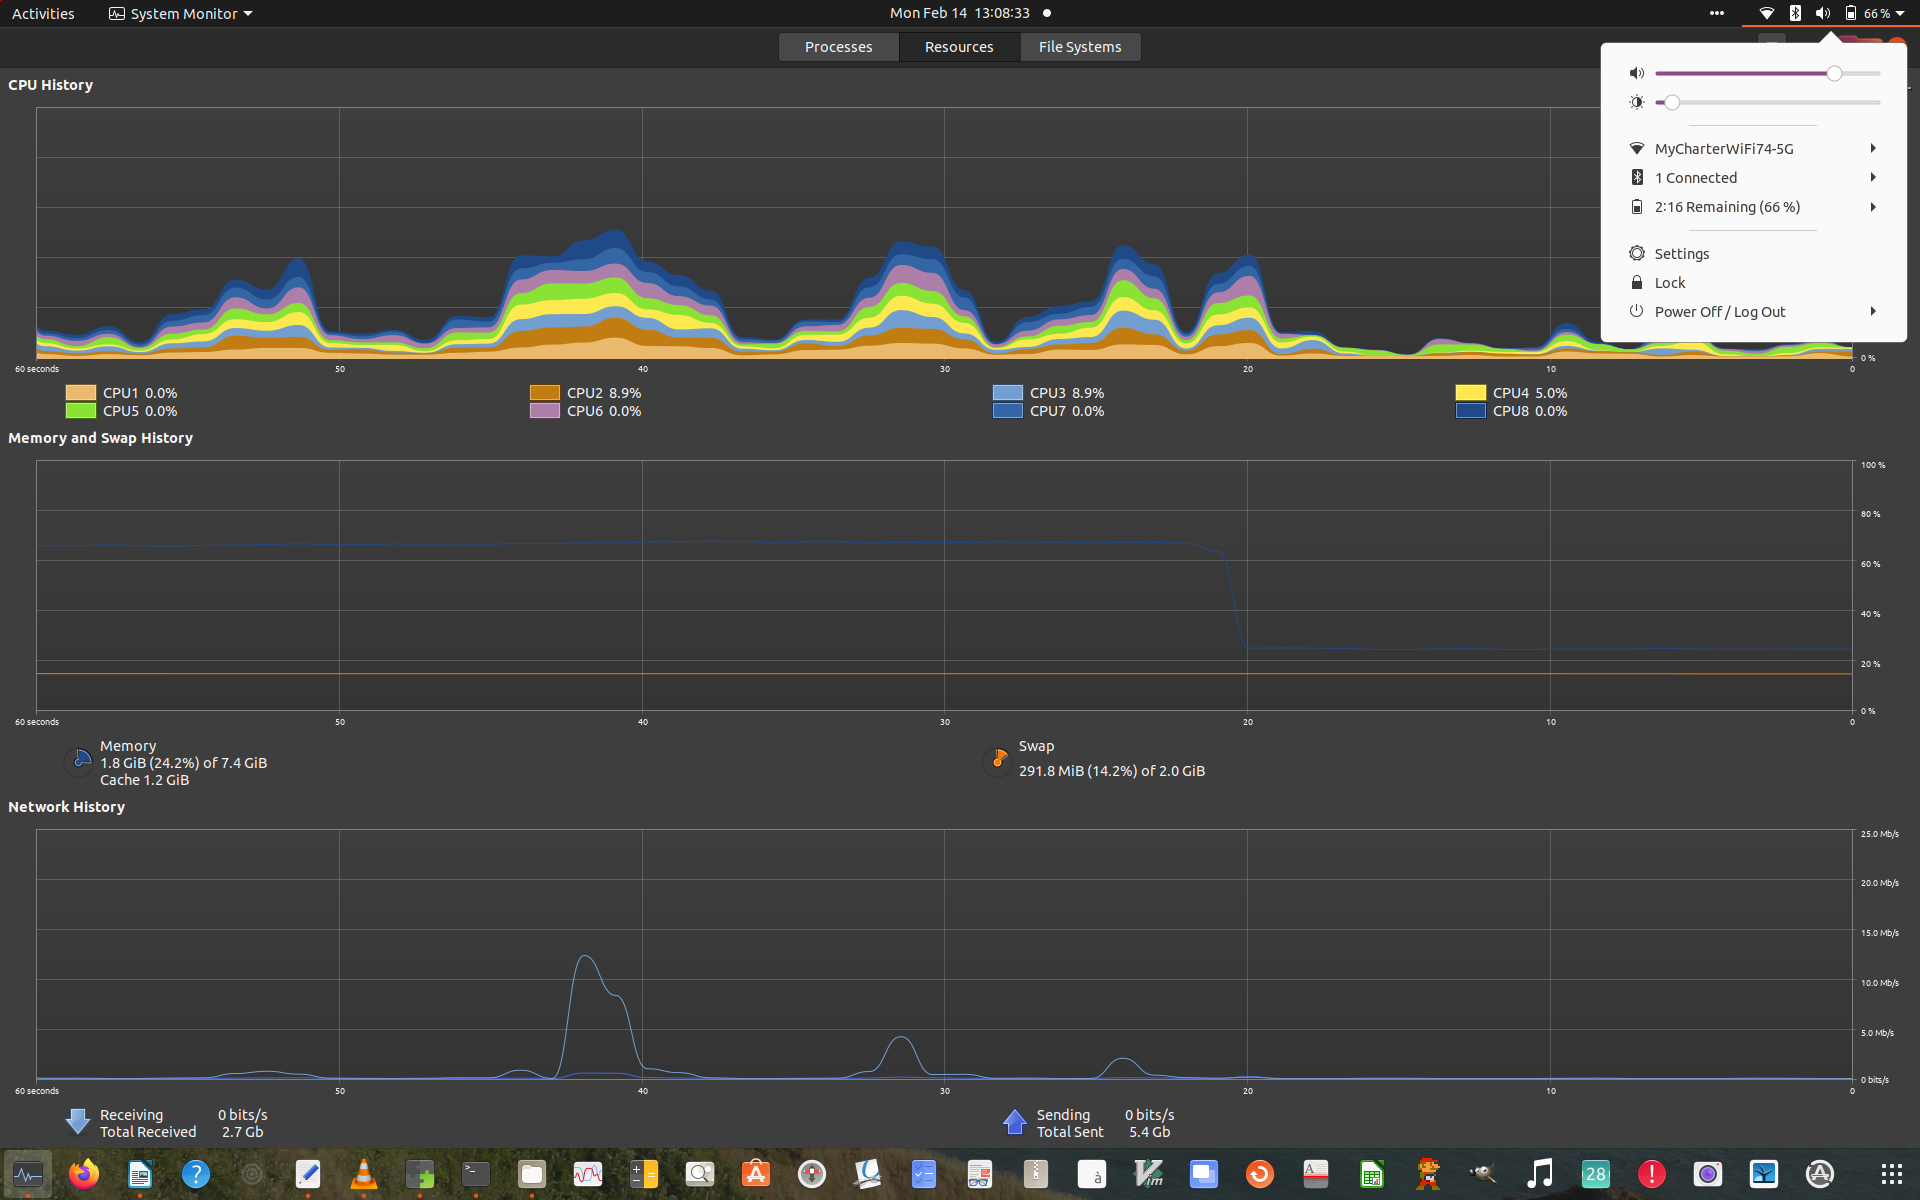 Activities System Monitor Mon Feb 14 13:08:33 66 %
Processes Resources File Systems
CPU History
MyCharterWiFi74-5G
1 Connected
2:16 Remaining (66 %)
Settings
Lock
Power Off / Log Out
0 %
60 seconds 50 40 30 20 10 0
CPU1 0.0% CPU2 8.9% CPU3 8.9% CPU4 5.0%
CPU5 0.0% CPU6 0.0% CPU7 0.0% CPU8 0.0%
Memory and Swap History
100 %
80 %
60 %
40 %
20 %
0 %
60 seconds 50 40 30 20 10 0
Memory
1.8 GiB (24.2%) of 7.4 GiB
Cache 1.2 GiB
Swap
291.8 MiB (14.2%) of 2.0 GiB
Network History
25.0 Mb/s
20.0 Mb/s
15.0 Mb/s
10.0 Mb/s
5.0 Mb/s
0 bits/s
60 seconds 50 40 30 20 10 0
Receiving 0 bits/s
Total Received 2.7 Gb
Sending 0 bits/s
Total Sent 5.4 Gb
? >_ A à Vim A 28 !